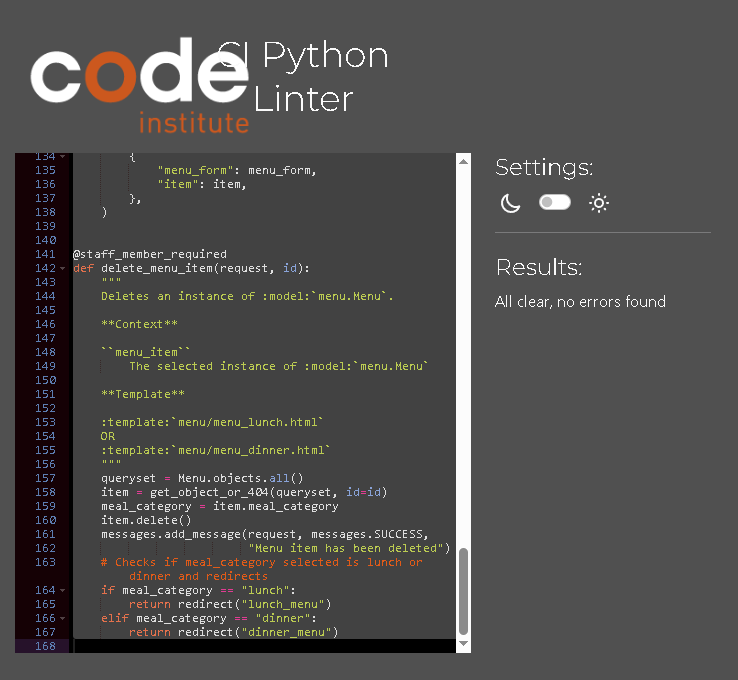 code
institute
CI Python
Linter
134 {
135 "menu_form": menu_form,
136 "item": item,
137 },
138 )
139
140
141 @staff_member_required
142 def delete_menu_item(request, id):
143 """
144 Deletes an instance of :model:`menu.Menu`.
145
146 **Context**
147
148 ``menu_item``
149 The selected instance of :model:`menu.Menu`
150
151 **Template**
152
153 :template:`menu/menu_lunch.html`
154 OR
155 :template:`menu/menu_dinner.html`
156 """
157 queryset = Menu.objects.all()
158 item = get_object_or_404(queryset, id=id)
159 meal_category = item.meal_category
160 item.delete()
161 messages.add_message(request, messages.SUCCESS,
162 "Menu item has been deleted")
163 # Checks if meal_category selected is lunch or
dinner and redirects
164 if meal_category == "lunch":
165 return redirect("lunch_menu")
166 elif meal_category == "dinner":
167 return redirect("dinner_menu")
168
Settings:
Results:
All clear, no errors found